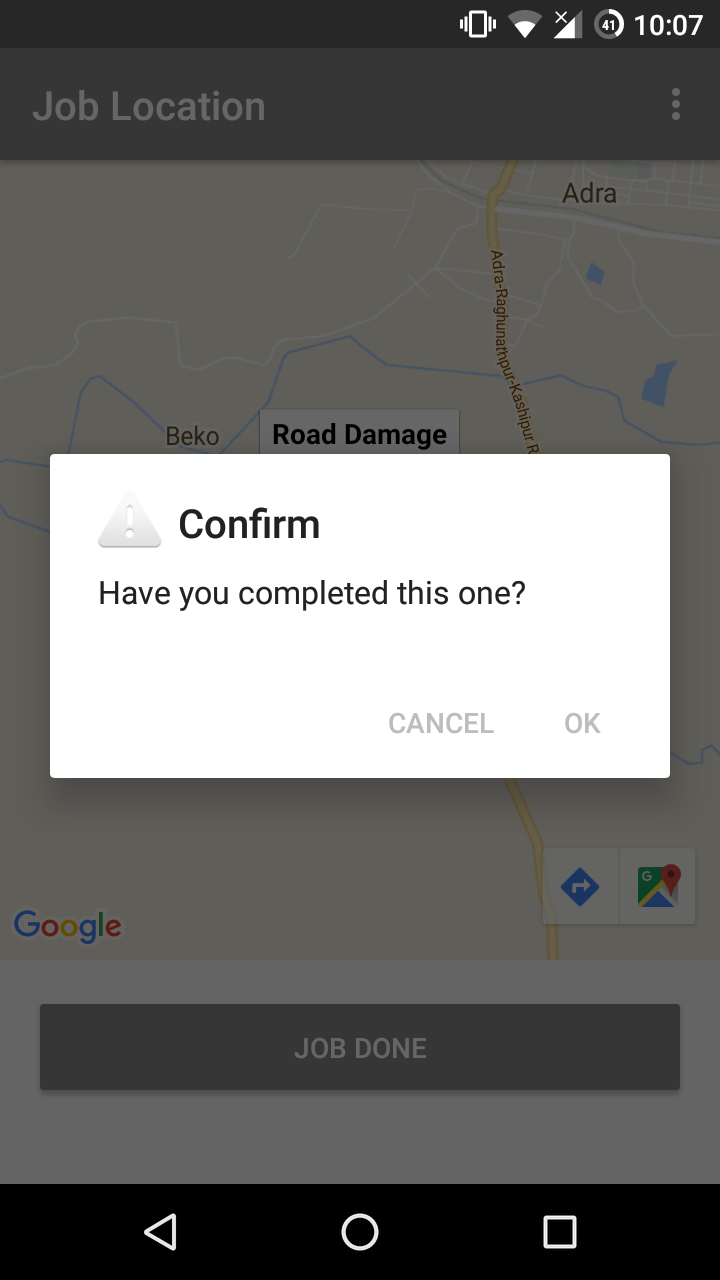 41 10:07
Job Location
Adra
Adra-Raghunathpur-Kashipur R
Beko
Road Damage
Confirm
Have you completed this one?
CANCEL OK
G
Google
JOB DONE